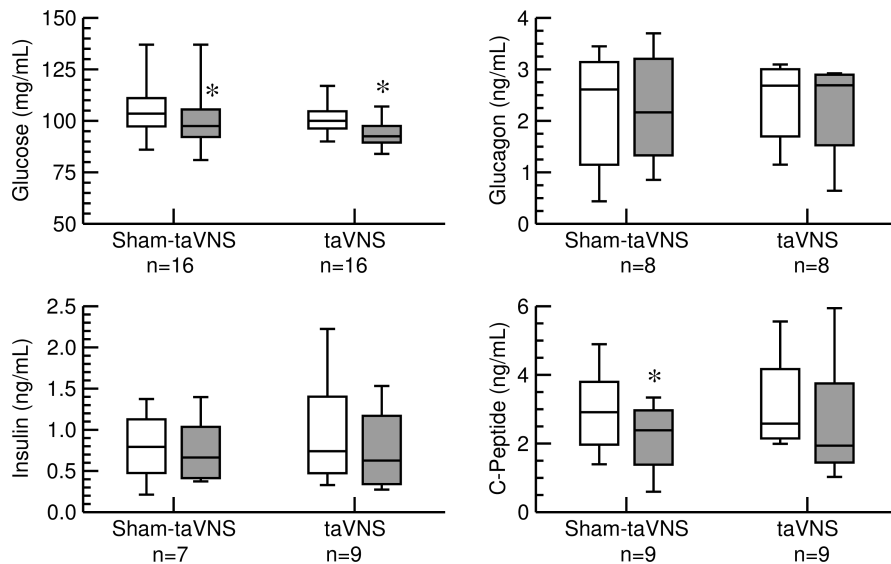 Glucose (mg/mL)
150
125
100
75
50
*
*
Sham-taVNS
n=16
taVNS
n=16
Glucagon (ng/mL)
4
3
2
1
0
Sham-taVNS
n=8
taVNS
n=8
Insulin (ng/mL)
2.5
2.0
1.5
1.0
0.5
0.0
Sham-taVNS
n=7
taVNS
n=9
C-Peptide (ng/mL)
6
4
2
0
*
Sham-taVNS
n=9
taVNS
n=9